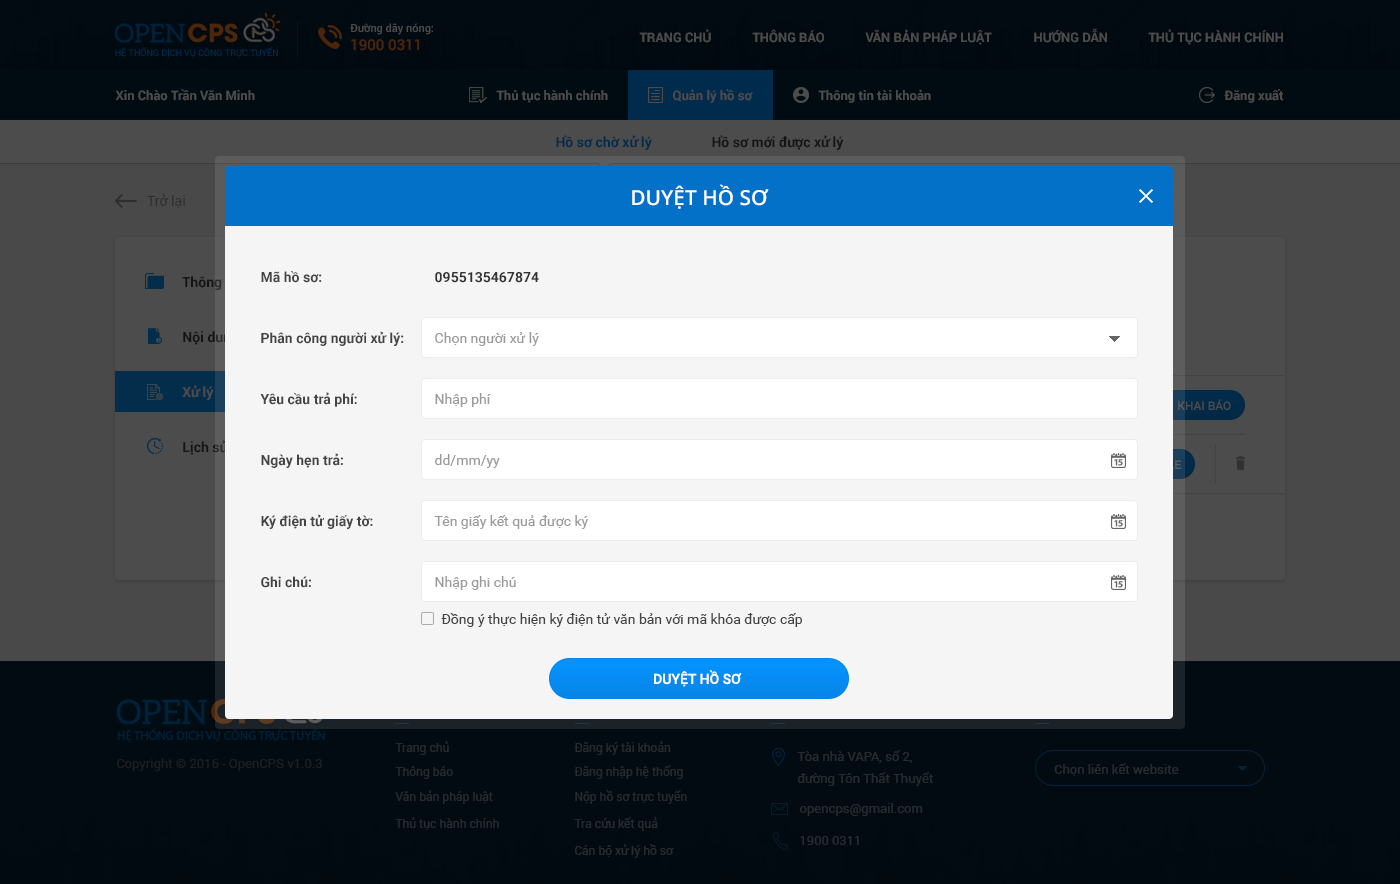 OPEN CPS
HỆ THỐNG DỊCH VỤ CÔNG TRỰC TUYẾN
Đường dây nóng:
1900 0311
TRANG CHỦ
THÔNG BÁO
VĂN BẢN PHÁP LUẬT
HƯỚNG DẪN
THỦ TỤC HÀNH CHÍNH
Xin Chào Trần Văn Minh
Thủ tục hành chính
Quản lý hồ sơ
Thông tin tài khoản
Đăng xuất
Hồ sơ chờ xử lý
Hồ sơ mới được xử lý
Trở lại
DUYỆT HỒ SƠ
Thông
Nội dun
Xử lý
Lịch sử
Mã hồ sơ:
0955135467874
Phân công người xử lý:
Chọn người xử lý
Yêu cầu trả phí:
Nhập phí
KHAI BÁO
Ngày hẹn trả:
dd/mm/yy
15
Ký điện tử giấy tờ:
Tên giấy kết quả được ký
15
Ghi chú:
Nhập ghi chú
15
Đồng ý thực hiện ký điện tử văn bản với mã khóa được cấp
DUYỆT HỒ SƠ
OPEN CPS
HỆ THỐNG DỊCH VỤ CÔNG TRỰC TUYẾN
Copyright © 2016 - OpenCPS v1.0.3
Trang chủ
Thông báo
Văn bản pháp luật
Thủ tục hành chính
Đăng ký tài khoản
Đăng nhập hệ thống
Nộp hồ sơ trực tuyến
Tra cứu kết quả
Cán bộ xử lý hồ sơ
Tòa nhà VAPA, số 2,
đường Tôn Thất Thuyết
opencps@gmail.com
1900 0311
Chọn liên kết website